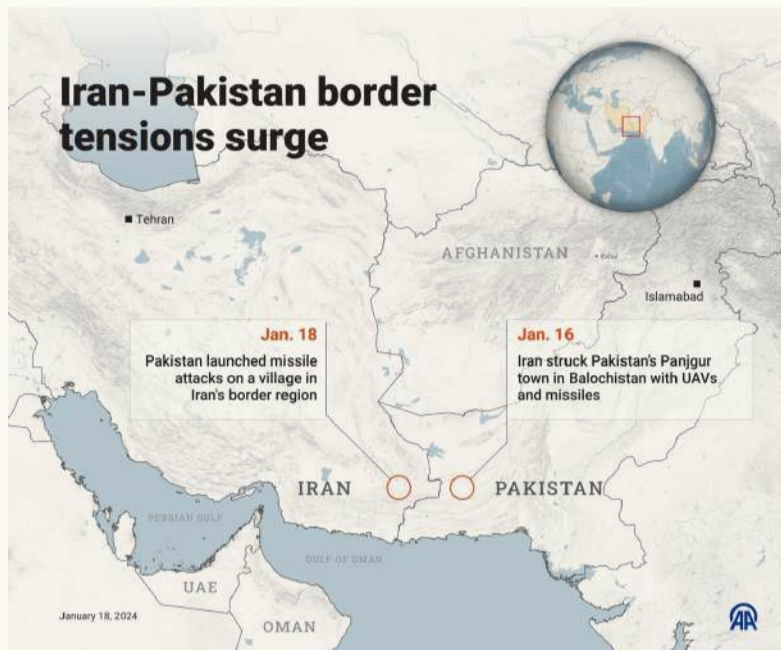 Iran-Pakistan border
tensions surge
Tehran
AFGHANISTAN
Kabul
Islamabad
Jan. 18
Pakistan launched missile
attacks on a village in
Iran's border region
Jan. 16
Iran struck Pakistan's Panjgur
town in Balochistan with UAVs
and missiles
IRAN
PAKISTAN
PERSIAN GULF
GULF OF OMAN
UAE
OMAN
January 18, 2024
AA